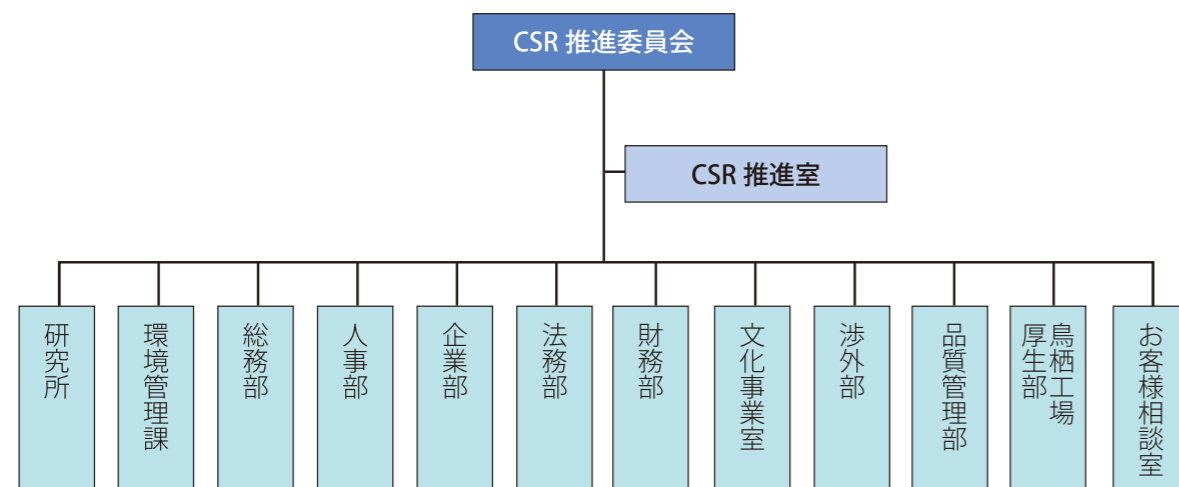 CSR 推進委員会
CSR 推進室
研究所
環境管理課
総務部
人事部
企業部
法務部
財務部
文化事業室
渉外部
品質管理部
鳥栖工場
厚生部
お客様相談室